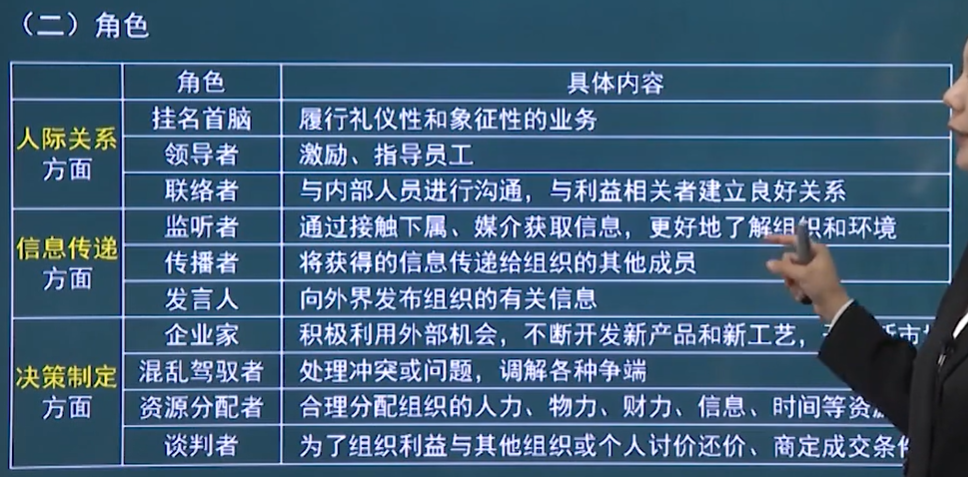 （二）角色
角色 具体内容
人际关系方面
挂名首脑 履行礼仪性和象征性的业务
领导者 激励、指导员工
联络者 与内部人员进行沟通，与利益相关者建立良好关系
信息传递方面
监听者 通过接触下属、媒介获取信息，更好地了解组织和环境
传播者 将获得的信息传递给组织的其他成员
发言人 向外界发布组织的有关信息
决策制定方面
企业家 积极利用外部机会，不断开发新产品和新工艺，
混乱驾驭者 处理冲突或问题，调解各种争端
资源分配者 合理分配组织的人力、物力、财力、信息、时间等资
谈判者 为了组织利益与其他组织或个人讨价还价、商定成交条